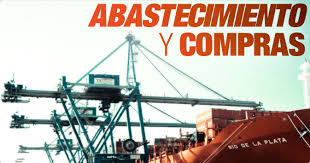 ABASTECIMIENTO
Y COMPRAS
RIO DE LA PLATA